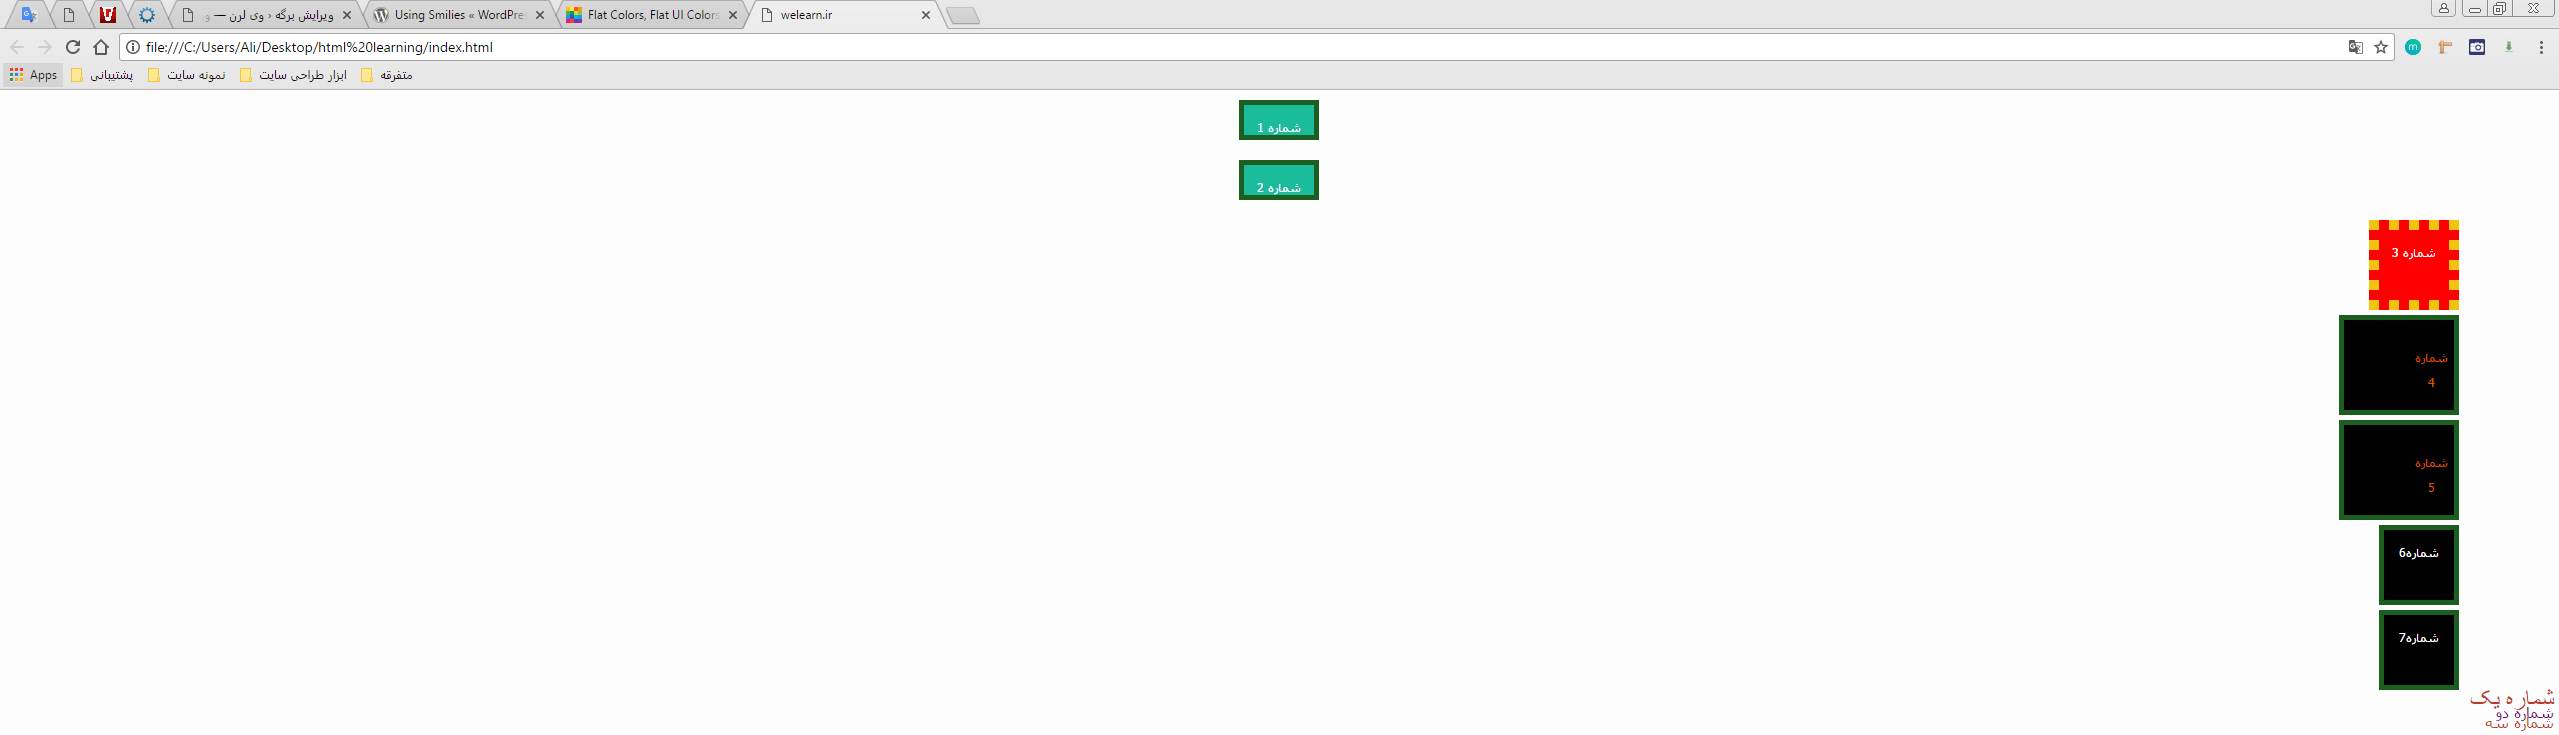 ویرایش برگه ‹ وی لرن — و
Using Smilies « WordPre
Flat Colors, Flat UI Colors
welearn.ir
file:///C:/Users/Ali/Desktop/html%20learning/index.html
Apps
پشتیبانی
نمونه سایت
ابزار طراحی سایت
متفرقه
شماره 1
شماره 2
شماره 3
شماره
4
شماره
5
شماره6
شماره7
شماره یک
شماره دو
شماره سه